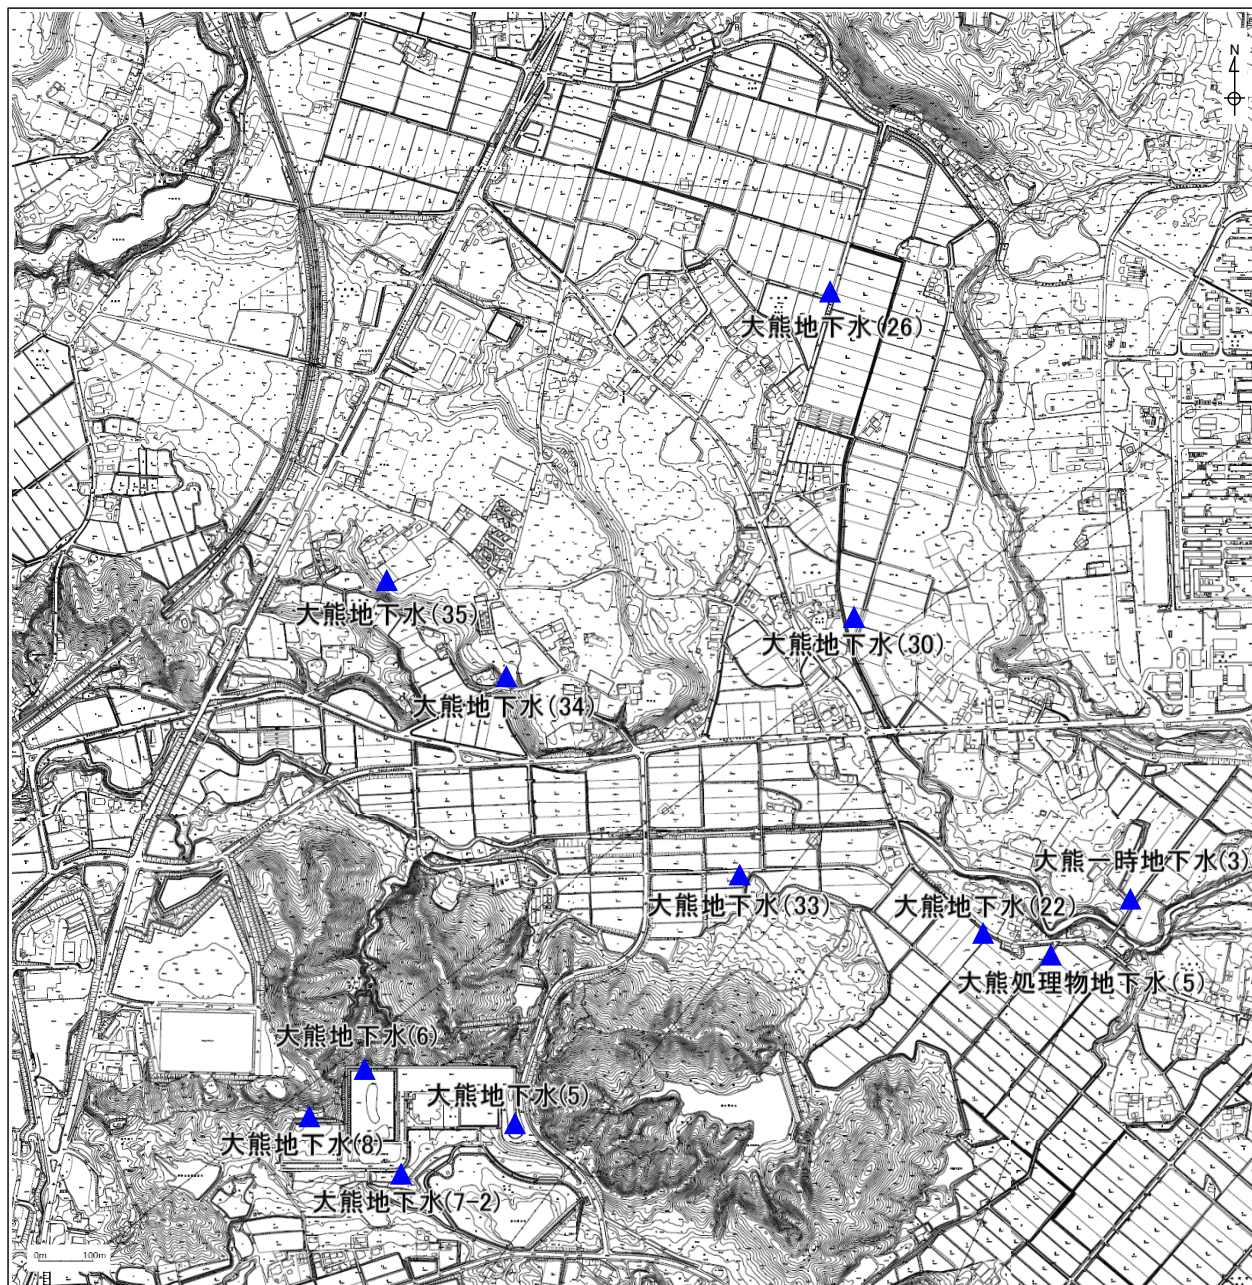 N
大熊地下水(26)
大熊地下水(35)
大熊地下水(30)
大熊地下水(34)
大熊一時地下水(3)
大熊地下水(33)
大熊地下水(22)
大熊処理物地下水(5)
大熊地下水(6)
大熊地下水(5)
大熊地下水(8)
大熊地下水(7-2)
0m 100m